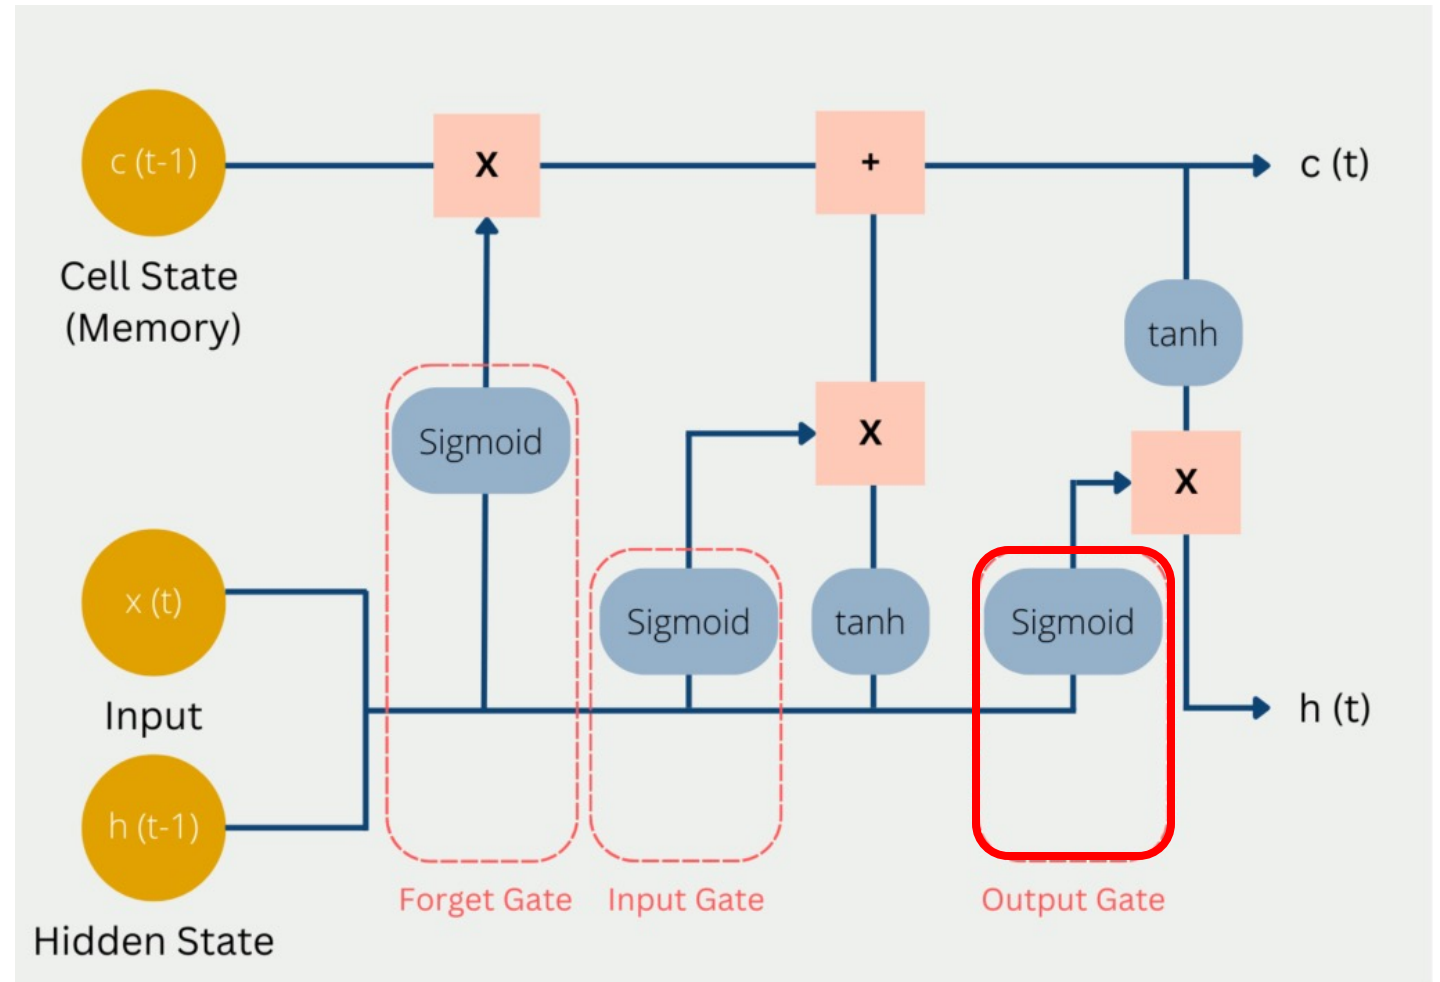 c (t-1)
X
+
c (t)
Cell State
(Memory)
tanh
Sigmoid
X
X
x (t)
Sigmoid
tanh
Sigmoid
Input
h (t)
h (t-1)
Forget Gate
Input Gate
Output Gate
Hidden State